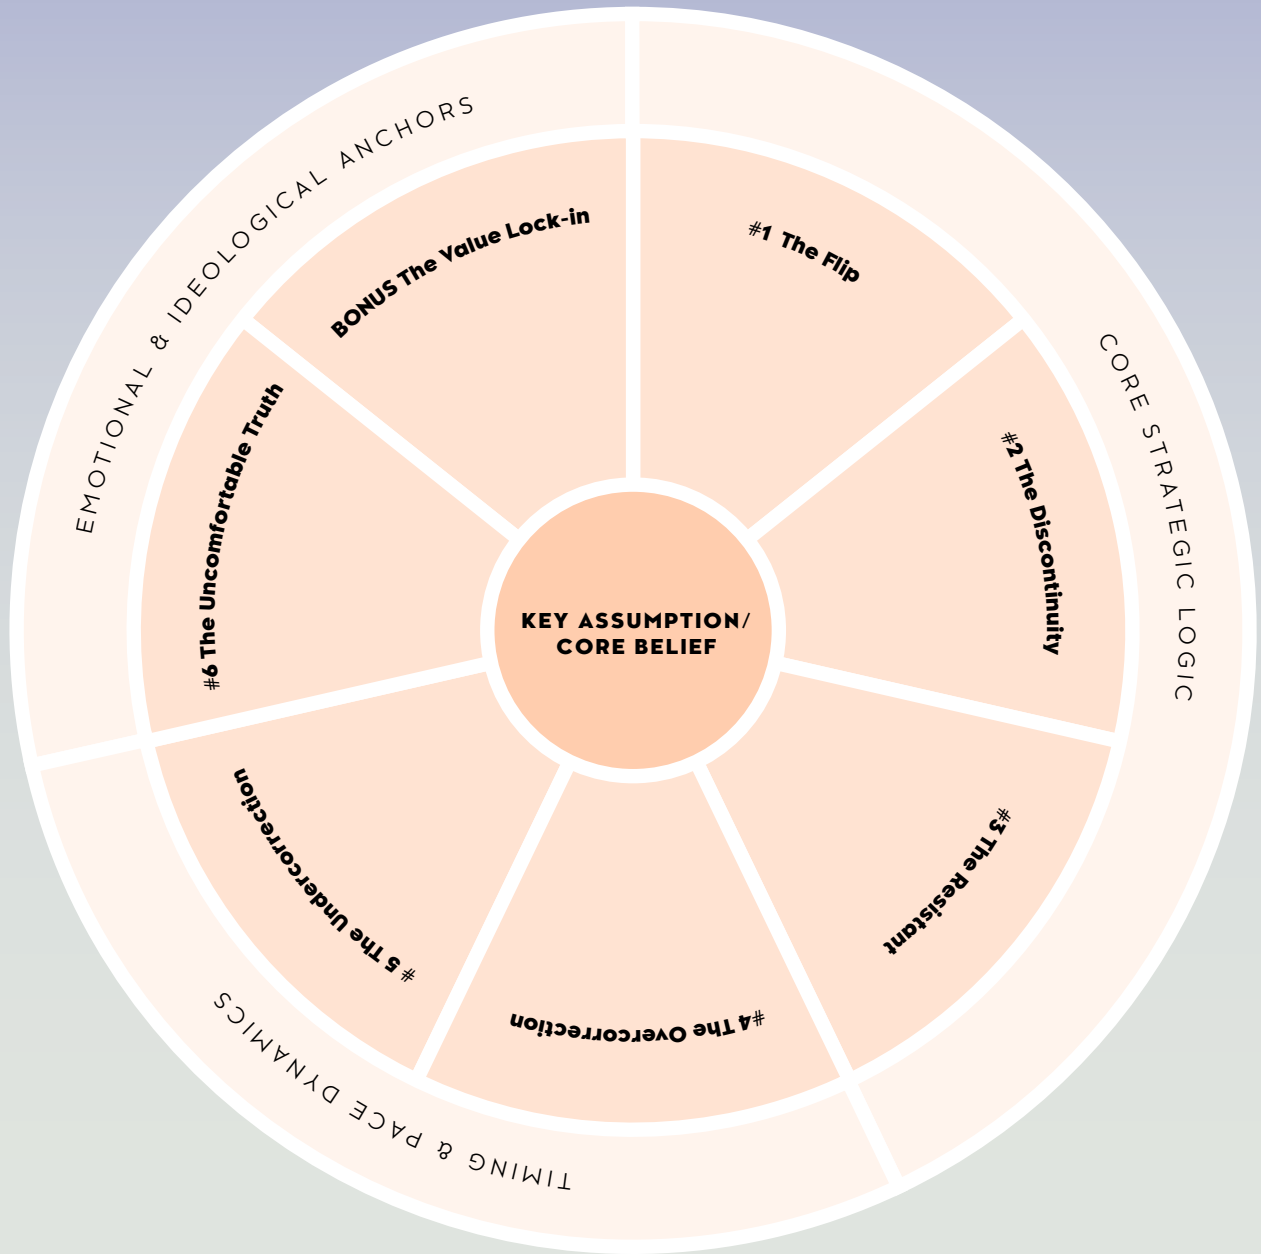 EMOTIONAL & IDEOLOGICAL ANCHORS
CORE STRATEGIC LOGIC
TIMING & PACE DYNAMICS
#1 The Flip
#2 The Discontinuity
#3 The Resistant
#4 The Overcorrection
# 5 The Undercorrection
#6 The Uncomfortable Truth
BONUS The Value Lock-in
KEY ASSUMPTION/
CORE BELIEF